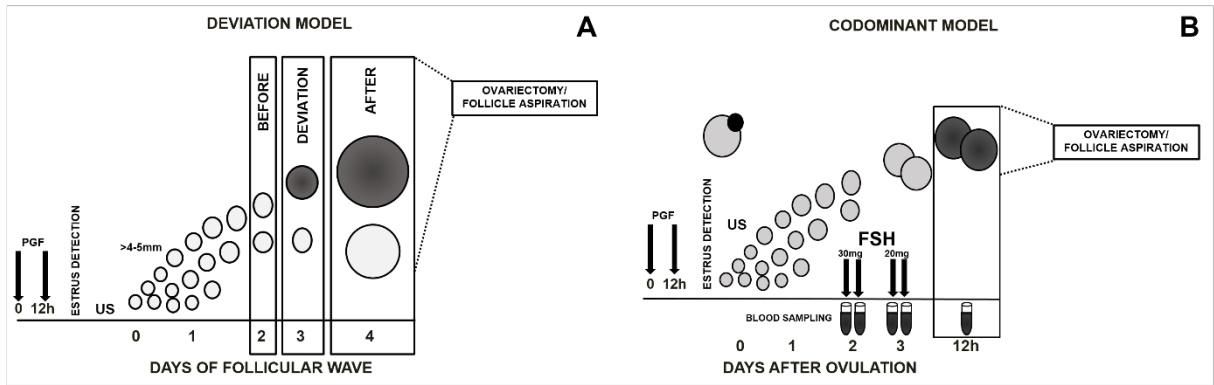 DEVIATION MODEL
A
BEFORE
DEVIATION
AFTER
OVARIECTOMY/
FOLLICLE ASPIRATION
>4-5mm
ESTRUS DETECTION
PGF
0 12h
US
0 1 2 3 4
DAYS OF FOLLICULAR WAVE
CODOMINANT MODEL
B
OVARIECTOMY/
FOLLICLE ASPIRATION
PGF
ESTRUS DETECTION
US
FSH
30mg 20mg
0 12h
BLOOD SAMPLING
0 1 2 3 12h
DAYS AFTER OVULATION